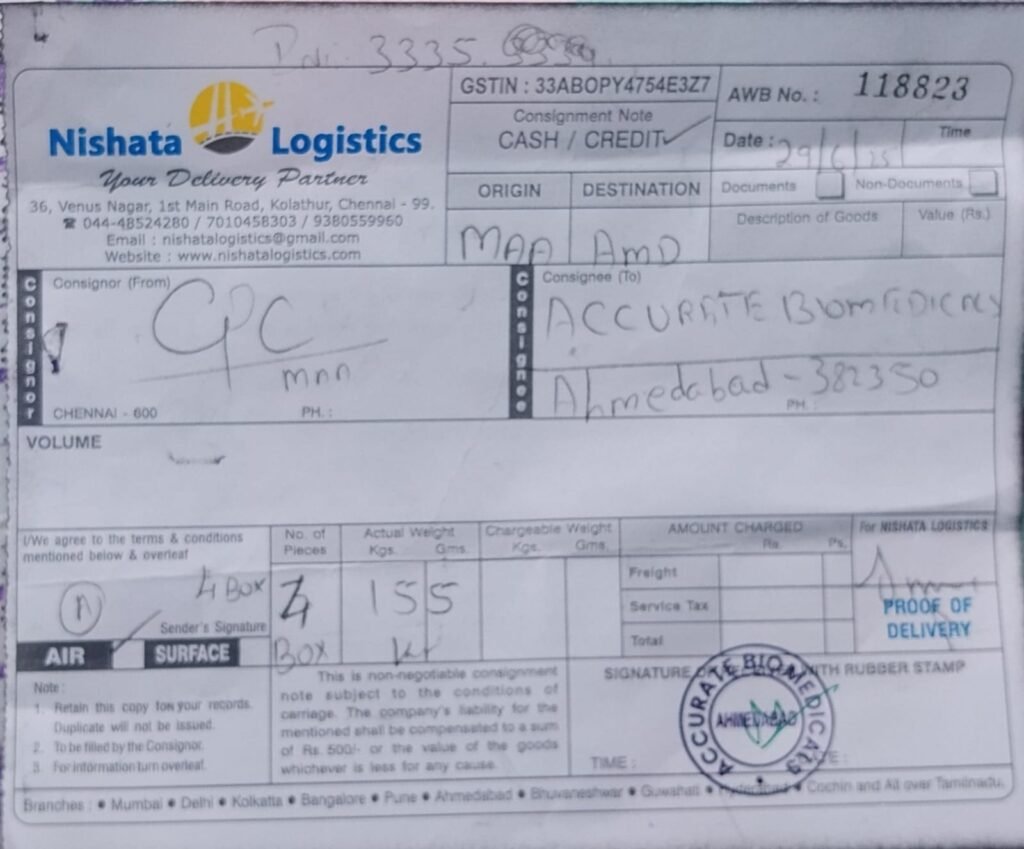 3335
Nishata Logistics
Your Delivery Partner
36, Venus Nagar, 1st Main Road, Kolathur, Chennai - 99.
☎ 044-48524280 / 7010458303 / 9380559960
Email : nishatalogistics@gmail.com
Website : www.nishatalogistics.com
GSTIN : 33ABOPY4754E3Z7
Consignment Note
CASH / CREDIT ✓
AWB No. : 118823
Date : 29/6/25
Time
ORIGIN
DESTINATION
MAA
AMD
Documents
Non-Documents
Description of Goods
Value (Rs.)
Consignor
Consignor (From)
CPC
MAA
CHENNAI - 600
PH. :
Consignee
Consignee (To)
ACCURATE
Ahmedabad - 382350
PH. :
VOLUME
I/We agree to the terms & conditions
mentioned below & overleaf
4 BOX
Sender's Signature
AIR
SURFACE
No. of
Pieces
4
BOX
Actual Weight
Kgs. Gms.
155
Chargeable Weight
Kgs. Gms.
AMOUNT CHARGED
Rs. Ps.
Freight
Service Tax
Total
For NISHATA LOGISTICS
PROOF OF
DELIVERY
Note :
1. Retain this copy for your records.
Duplicate will not be issued.
2. To be filled by the Consignor.
3. For information turn overleaf.
This is non-negotiable consignment
note subject to the conditions of
carriage. The company's liability for the
mentioned shall be compensated to a sum
of Rs. 500/- or the value of the goods
whichever is less for any cause.
SIGNATURE WITH RUBBER STAMP
ACCURATE BIOMEDICALS
AHMEDABAD
TIME :
Branches : • Mumbai • Delhi • Kolkatta • Bangalore • Pune • Ahmedabad • Bhuvaneshwar • Guwahati • Hyderabad • Cochin and All over Tamilnadu.